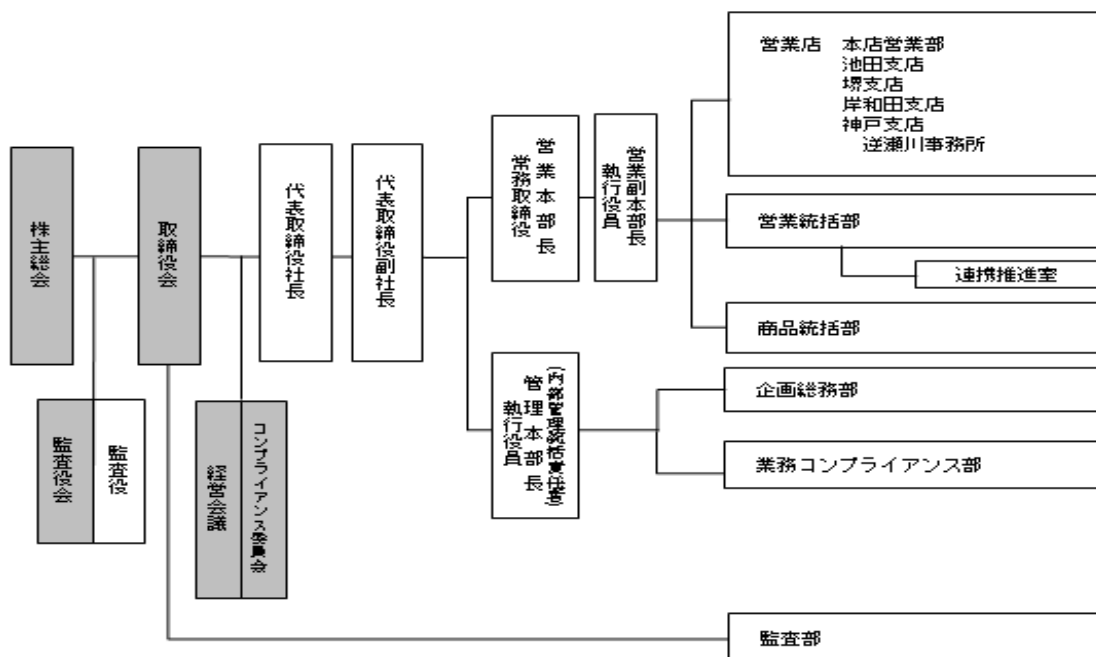 株主総会
監査役会
監査役
取締役会
経営会議
コンプライアンス委員会
代表取締役社長
代表取締役副社長
営業本部長
常務取締役
営業副本部長
執行役員
(内部管理統括責任者)
管理本部長
執行役員
営業店 本店営業部
池田支店
堺支店
岸和田支店
神戸支店
逆瀬川事務所
営業統括部
連携推進室
商品統括部
企画総務部
業務コンプライアンス部
監査部